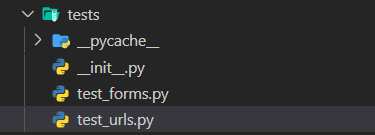 tests
__pycache__
__init__.py
test_forms.py
test_urls.py